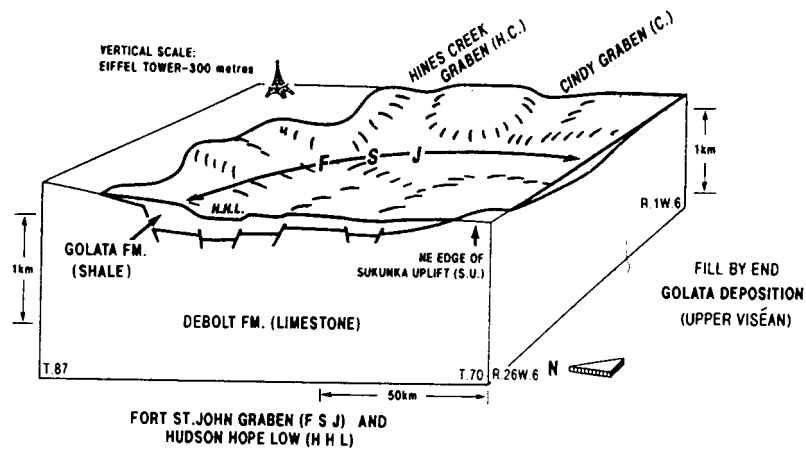 VERTICAL SCALE:
EIFFEL TOWER-300 metres
HINES CREEK
GRABEN (H.C.)
CINDY GRABEN (C.)
F S J
1km
H.H.L.
R.1W.6
GOLATA FM.
(SHALE)
NE EDGE OF
SUKUNKA UPLIFT (S.U.)
1km
FILL BY END
GOLATA DEPOSITION
(UPPER VISÉAN)
DEBOLT FM. (LIMESTONE)
T.87
T.70
R.26W.6
N
50km
FORT ST.JOHN GRABEN (F S J) AND
HUDSON HOPE LOW (H H L)